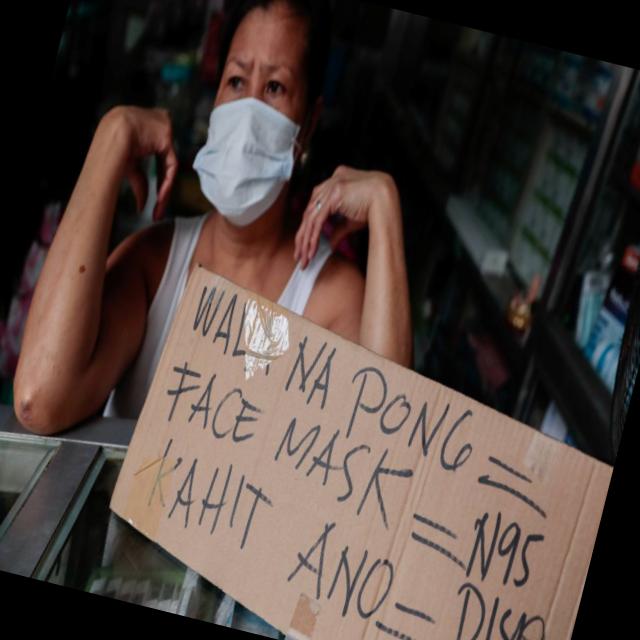 WALA NA PONG =
FACE MASK = N95
KAHIT ANO =